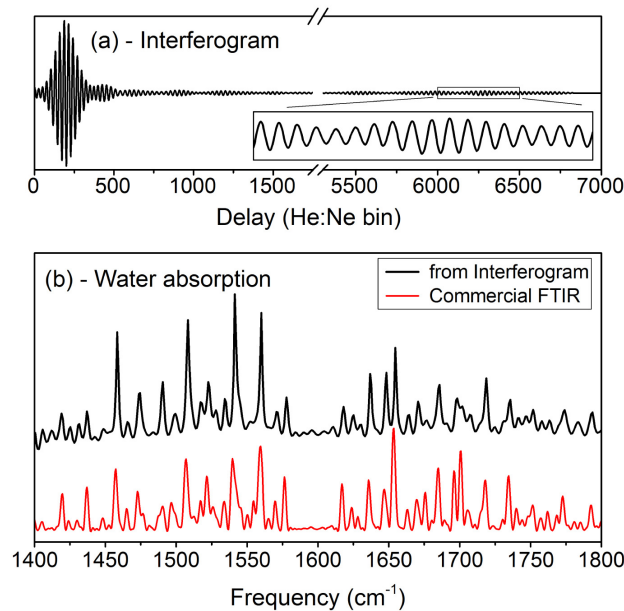 (a) - Interferogram
0 500 1000 1500 5500 6000 6500 7000
Delay (He:Ne bin)
(b) - Water absorption
from Interferogram
Commercial FTIR
1400 1450 1500 1550 1600 1650 1700 1750 1800
Frequency (cm⁻¹)